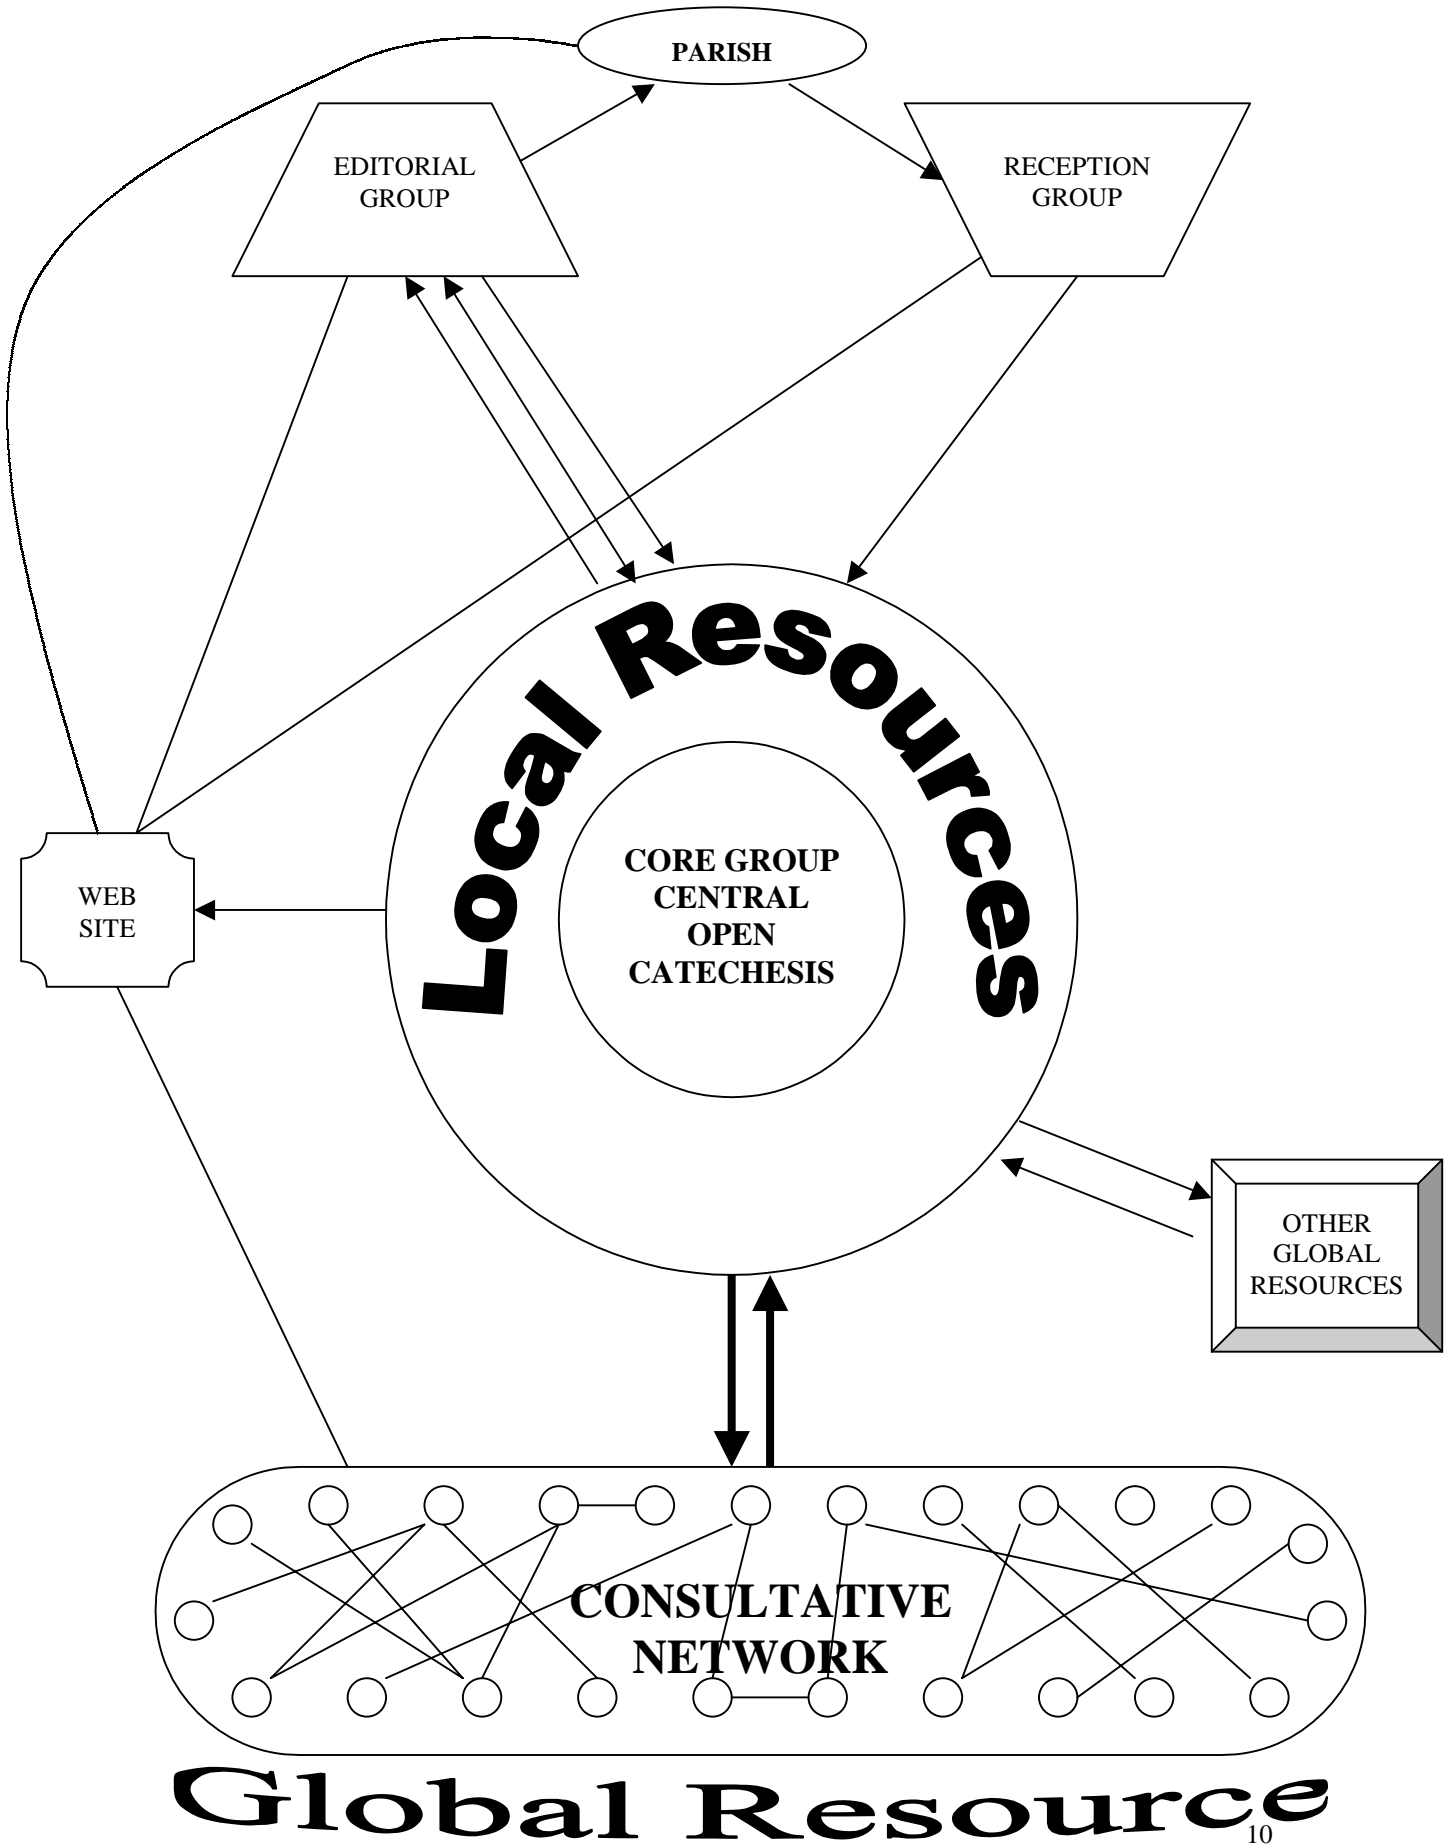 PARISH
EDITORIAL
GROUP
RECEPTION
GROUP
Local Resources
CORE GROUP
CENTRAL
OPEN
CATECHESIS
WEB
SITE
OTHER
GLOBAL
RESOURCES
CONSULTATIVE
NETWORK
Global Resource
10